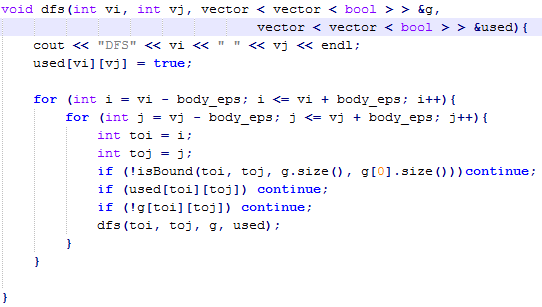 void dfs(int vi, int vj, vector < vector < bool > > &g,
                                vector < vector < bool > > &used){
    cout << "DFS" << vi << " " << vj << endl;
    used[vi][vj] = true;

    for (int i = vi - body_eps; i <= vi + body_eps; i++){
        for (int j = vj - body_eps; j <= vj + body_eps; j++){
            int toi = i;
            int toj = j;
            if (!isBound(toi, toj, g.size(), g[0].size()))continue;
            if (used[toi][toj]) continue;
            if (!g[toi][toj]) continue;
            dfs(toi, toj, g, used);
        }
    }

}